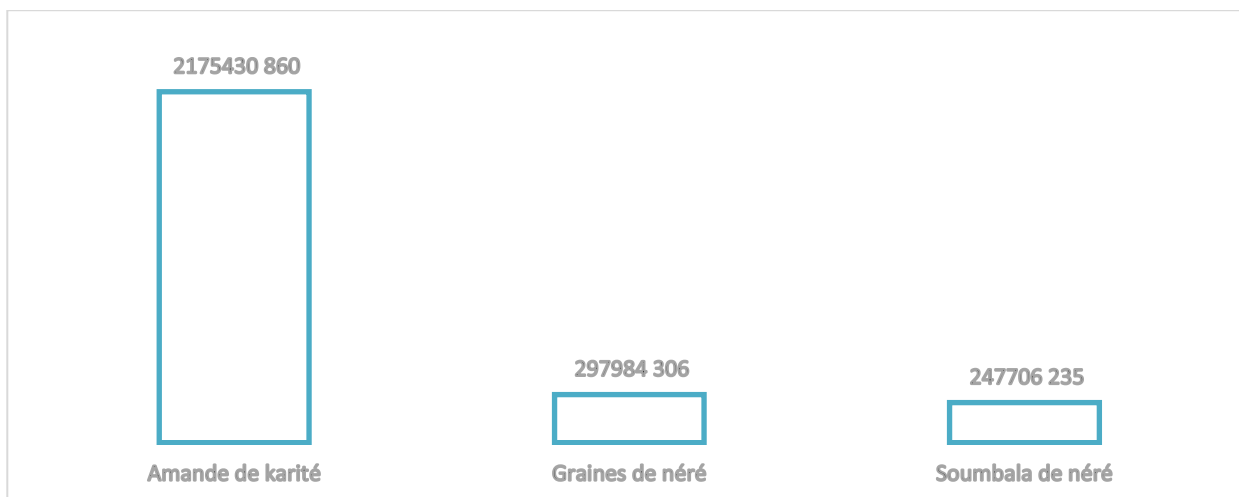 2175430 860
297984 306
247706 235
Amande de karité
Graines de néré
Soumbala de néré